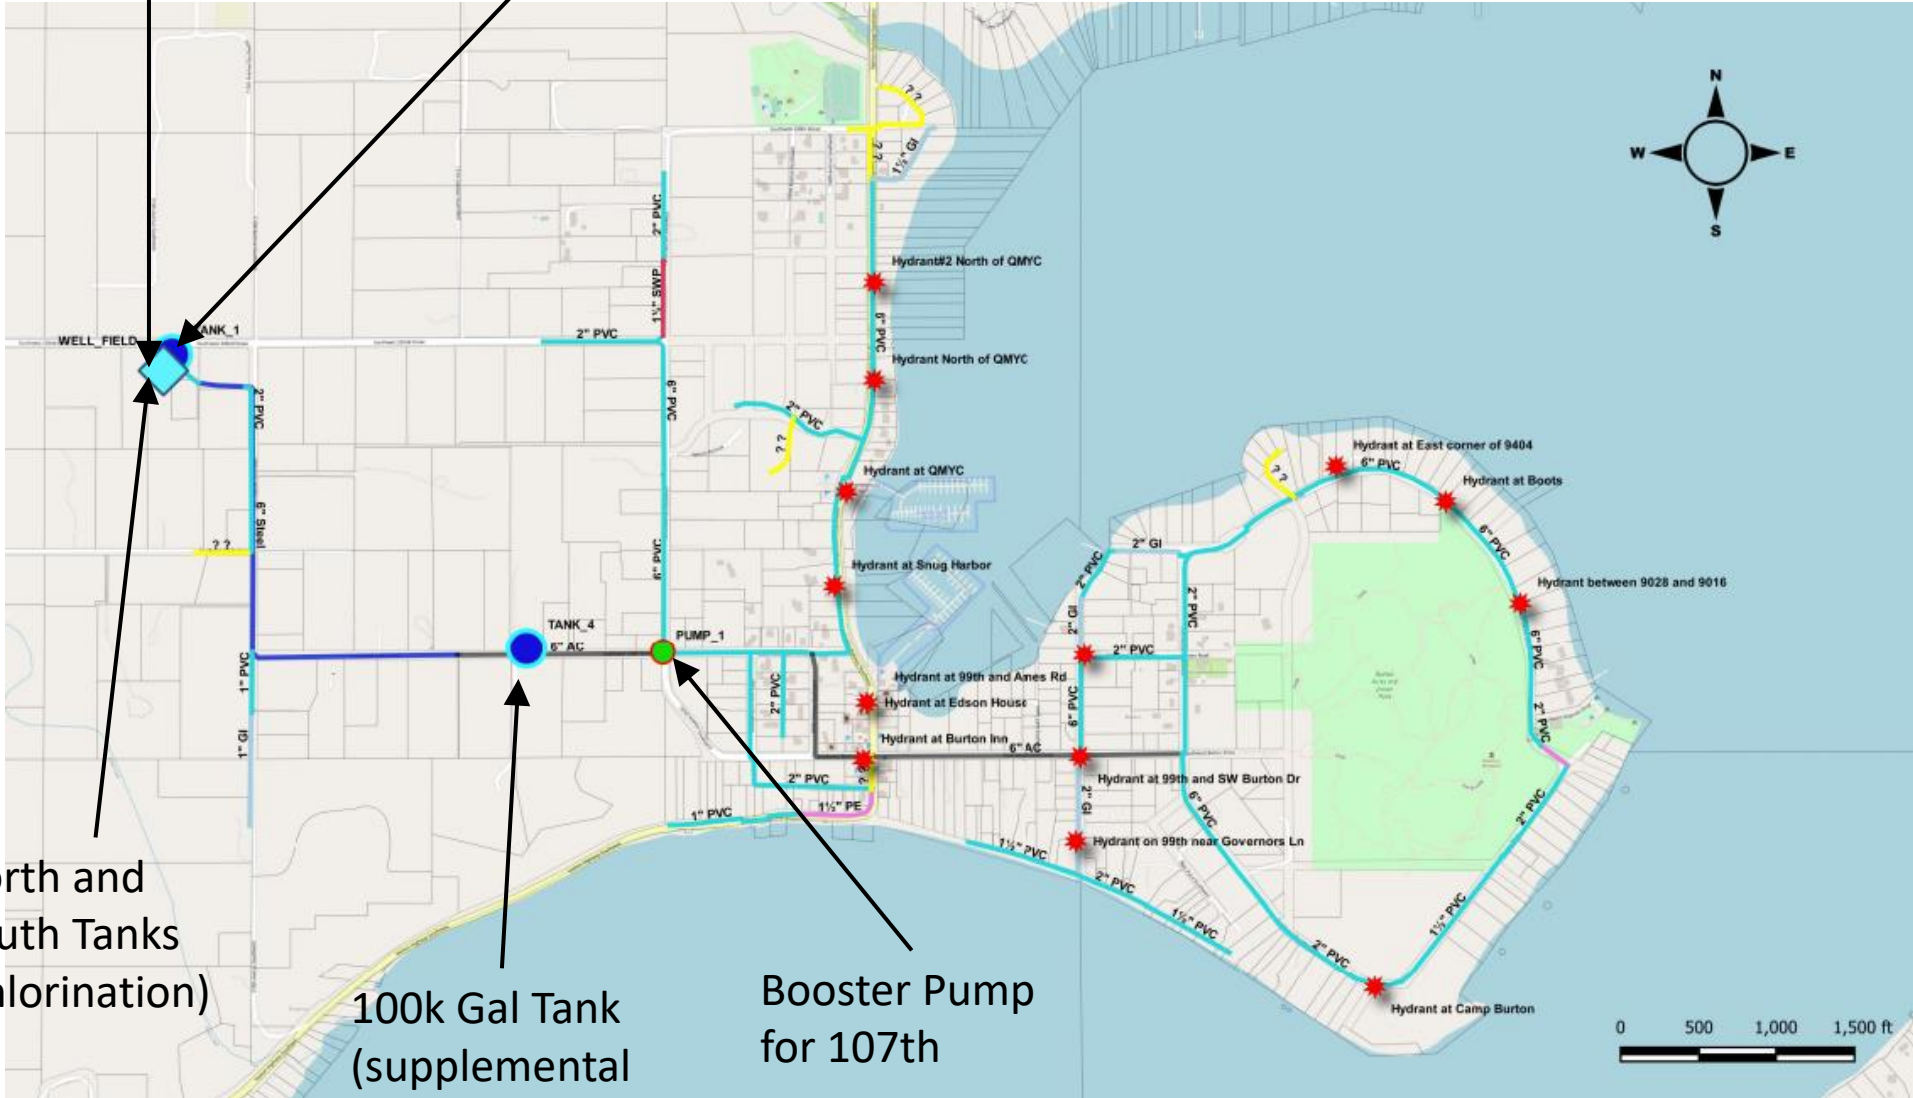 N
W
E
S
? ?
1½" GI
? ?
2" PVC
1½" SWP
Hydrant#2 North of QMYC
6" PVC
WELL_FIELD
ANK_1
2" PVC
Hydrant North of QMYC
2" PVC
6" PVC
2" PVC
? ?
Hydrant at East corner of 9404
6" PVC
? ?
Hydrant at QMYC
Hydrant at Boots
6" Steel
? ?
6" PVC
6" PVC
2" GI
Hydrant at Snug Harbor
2" PVC
Hydrant between 9028 and 9016
2" PVC
2" GI
TANK_4
6" AC
PUMP_1
6" PVC
2" PVC
1" PVC
Hydrant at 99th and Ames Rd
2" PVC
Hydrant at Edson House
6" PVC
2" PVC
1" GI
Hydrant at Burton Inn
6" AC
? ?
2" PVC
Hydrant at 99th and SW Burton Dr
1½" PE
2" GI
6" PVC
2" PVC
1" PVC
Hydrant on 99th near Governors Ln
1½" PVC
2" PVC
1½" PVC
1½" PVC
2" PVC
Hydrant at Camp Burton
orth and
uth Tanks
hlorination)
100k Gal Tank
(supplemental
Booster Pump
for 107th
0 500 1,000 1,500 ft